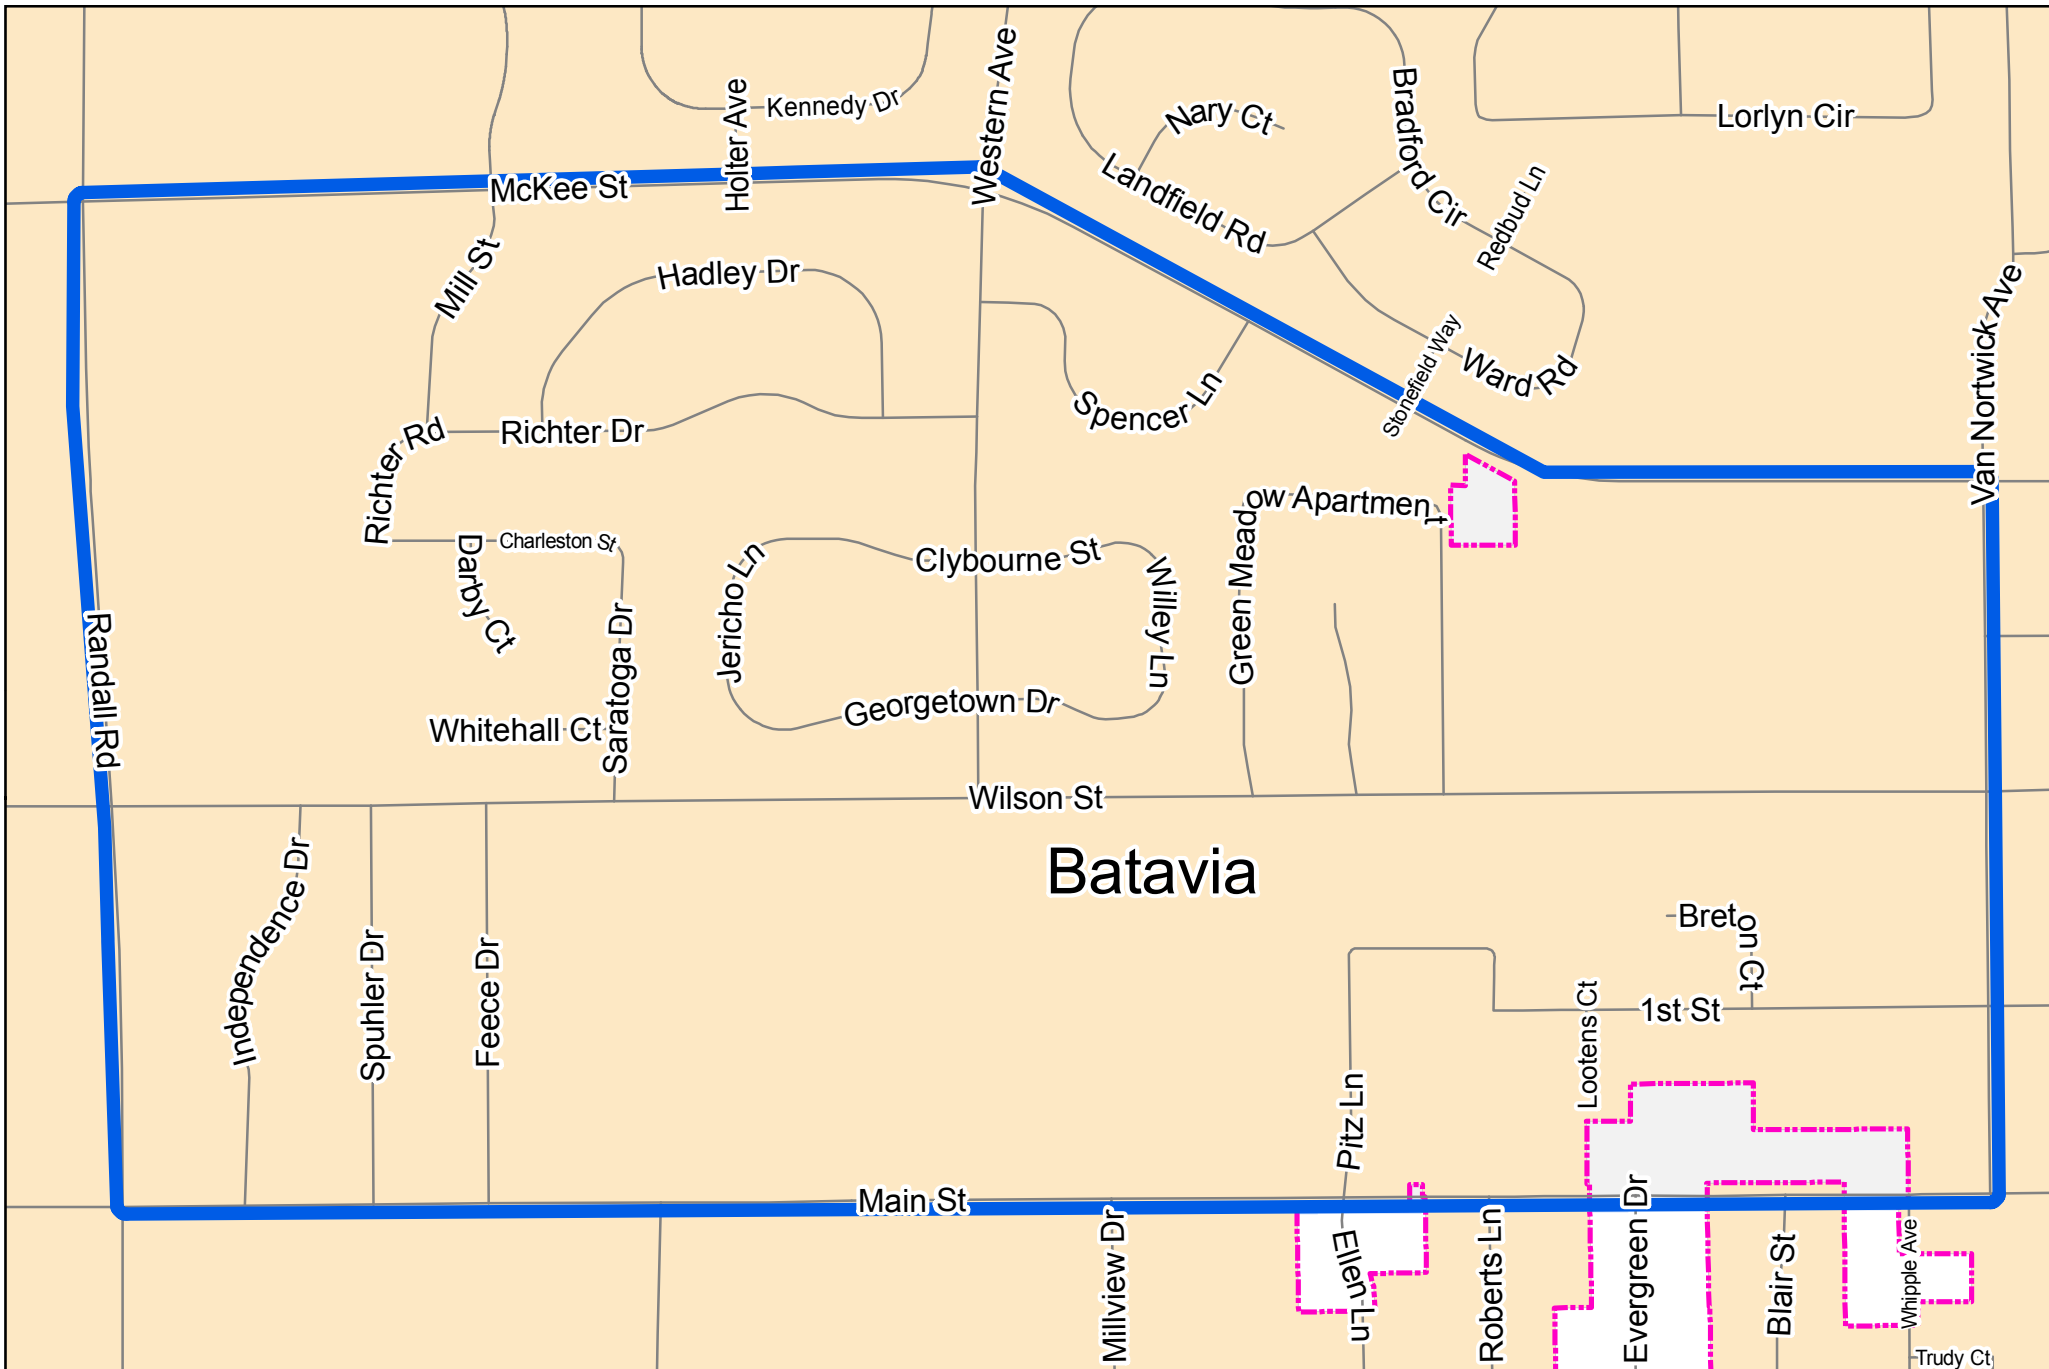 Western Ave
Holter Ave
Kennedy Dr
Nary Ct
Bradford Cir
Lorlyn Cir
McKee St
Landfield Rd
Redbud Ln
Mill St
Hadley Dr
Van Nortwick Ave
Stonefield Way
Ward Rd
Spencer Ln
Richter Rd
Richter Dr
Green Meadow Apartment
Charleston St
Darby Ct
Clybourne St
Jericho Ln
Willey Ln
Randall Rd
Saratoga Dr
Georgetown Dr
Whitehall Ct
Wilson St
Batavia
Independence Dr
Spuhler Dr
Feece Dr
Breton Ct
Lootens Ct
1st St
Pitz Ln
Main St
Millview Dr
Ellen Ln
Roberts Ln
Evergreen Dr
Blair St
Whipple Ave
Trudy Ct